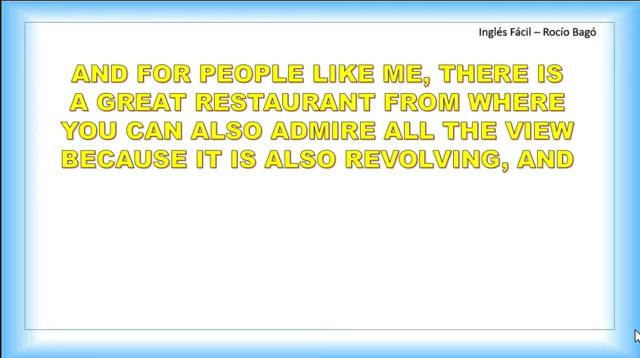 Inglés Fácil – Rocío Bagó
AND FOR PEOPLE LIKE ME, THERE IS
A GREAT RESTAURANT FROM WHERE
YOU CAN ALSO ADMIRE ALL THE VIEW
BECAUSE IT IS ALSO REVOLVING, AND